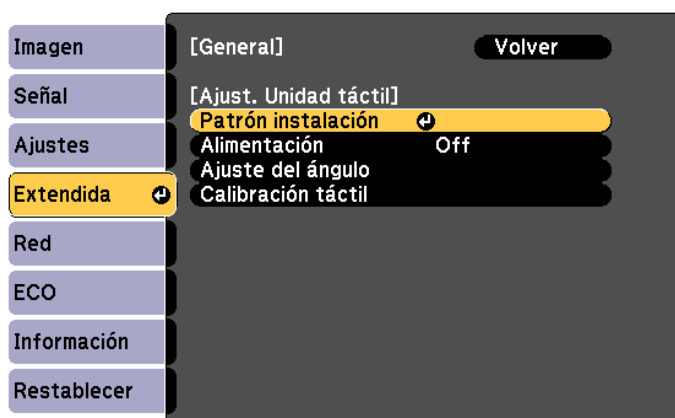 Imagen
Señal
Ajustes
Extendida
Red
ECO
Información
Restablecer
[General] Volver
[Ajust. Unidad táctil]
Patrón instalación
Alimentación Off
Ajuste del ángulo
Calibración táctil